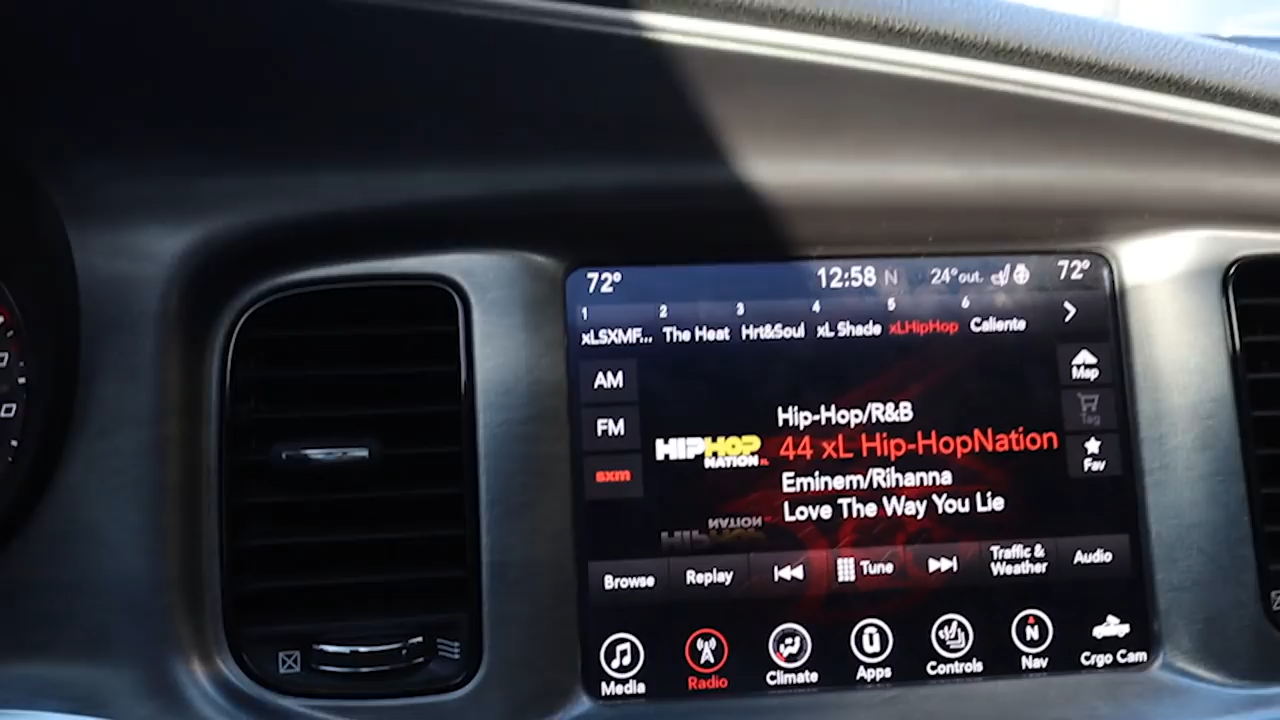 72° 12:58 N 24°out. 72°
1 2 3 4 5 6
xLSXMF... The Heat Hrt&Soul xL Shade xLHipHop Caliente
AM
FM
sxm
Map
Tag
Fav
HIPHOP
NATION XL
Hip-Hop/R&B
44 xL Hip-HopNation
Eminem/Rihanna
Love The Way You Lie
Browse Replay Tune Traffic & Weather Audio
Media Radio Climate Apps Controls Nav Crgo Cam